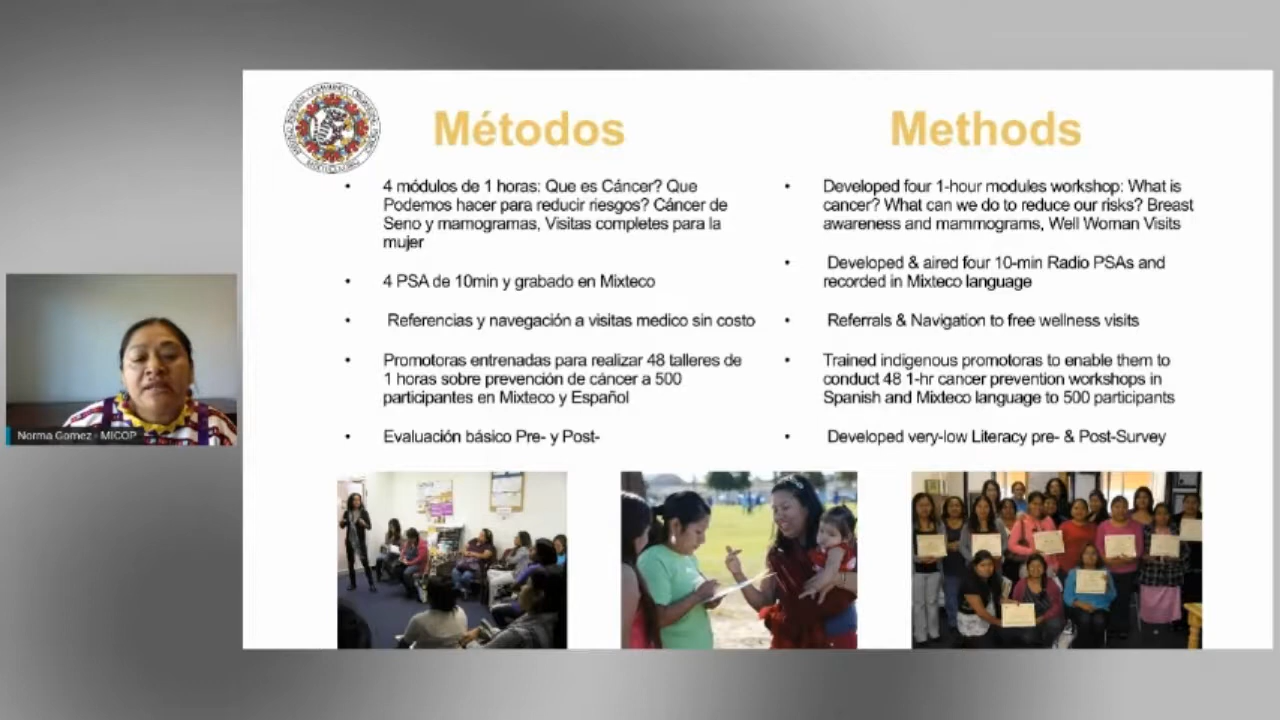 Métodos
4 módulos de 1 horas: Que es Cáncer? Que
Podemos hacer para reducir riesgos? Cáncer de
Seno y mamogramas, Visitas completes para la
mujer
4 PSA de 10min y grabado en Mixteco
Referencias y navegación a visitas medico sin costo
Promotoras entrenadas para realizar 48 talleres de
1 horas sobre prevención de cáncer a 500
participantes en Mixteco y Español
Evaluación básico Pre- y Post-
Methods
Developed four 1-hour modules workshop: What is
cancer? What can we do to reduce our risks? Breast
awareness and mammograms, Well Woman Visits
Developed & aired four 10-min Radio PSAs and
recorded in Mixteco language
Referrals & Navigation to free wellness visits
Trained indigenous promotoras to enable them to
conduct 48 1-hr cancer prevention workshops in
Spanish and Mixteco language to 500 participants
Developed very-low Literacy pre- & Post-Survey
Norma Gomez - MICOP